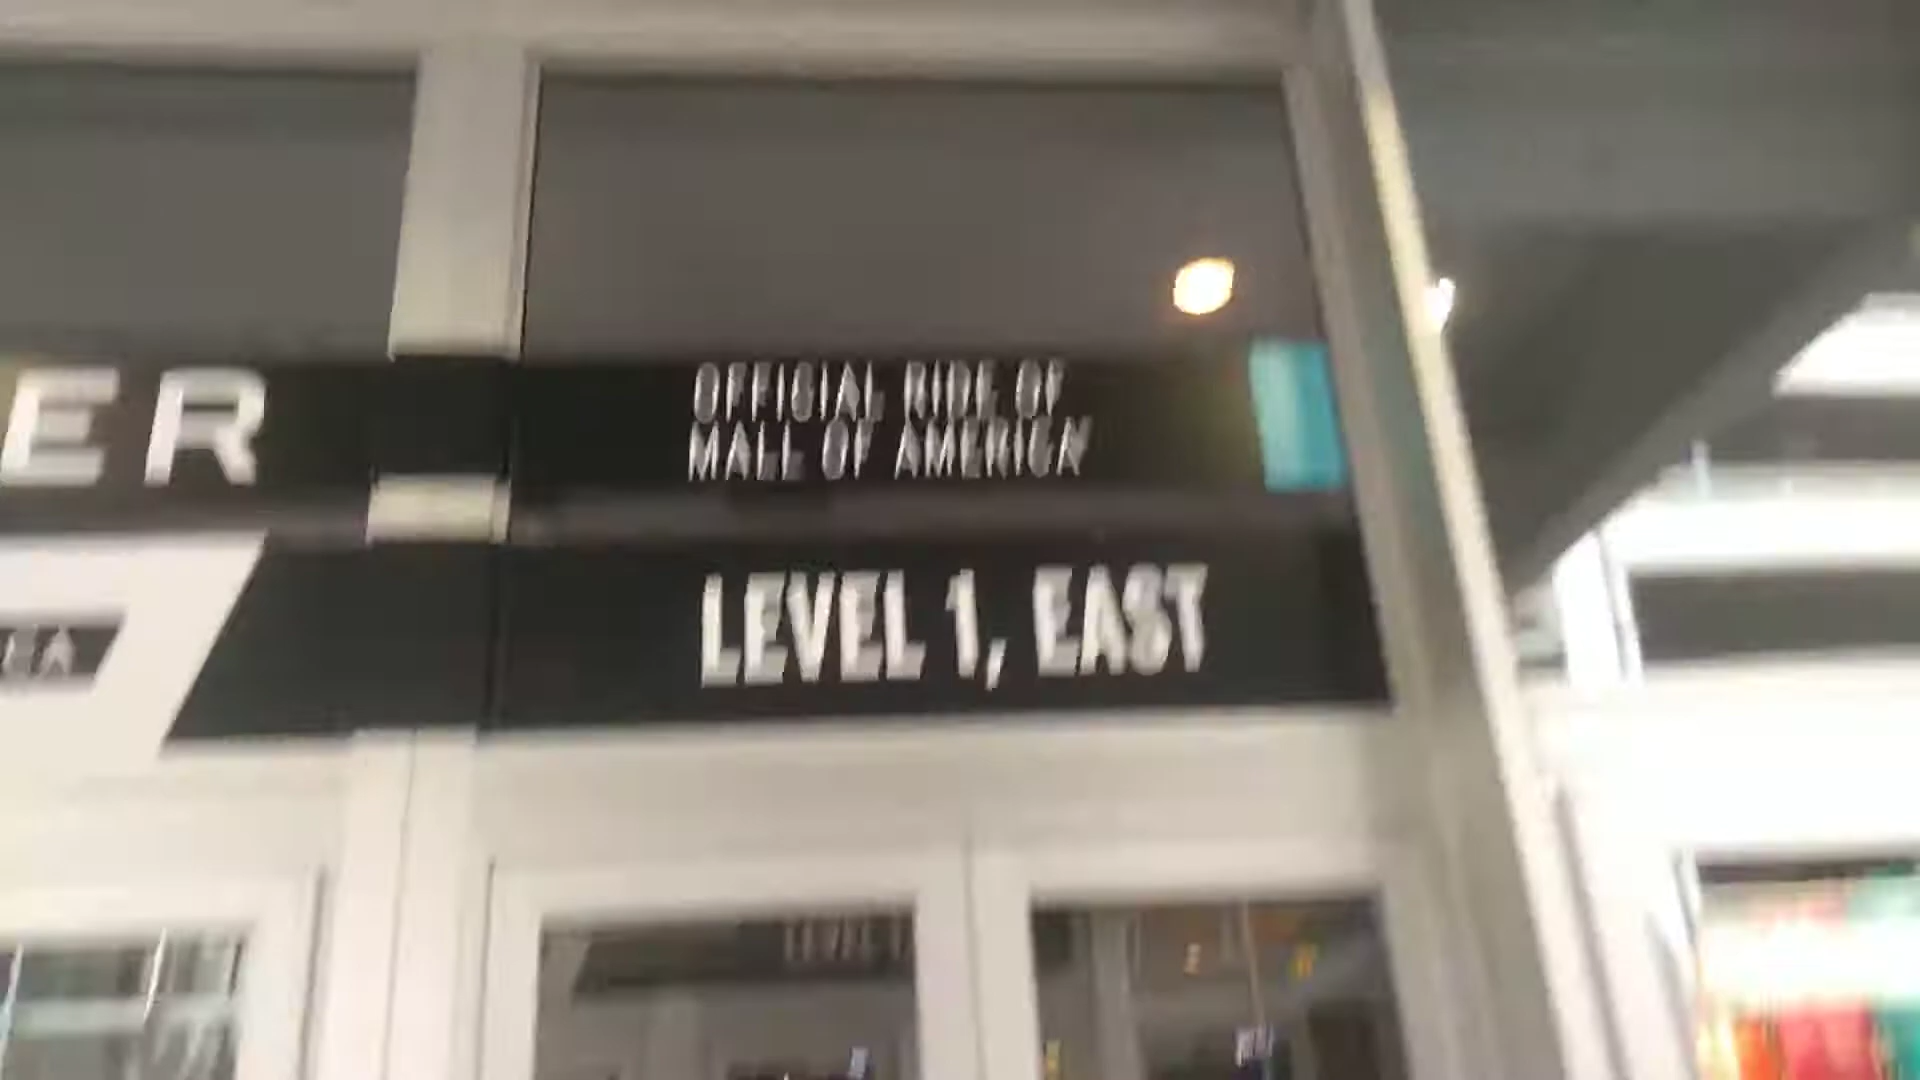 ER
OFFICIAL RIDE OF
MALL OF AMERICA
LEVEL 1, EAST